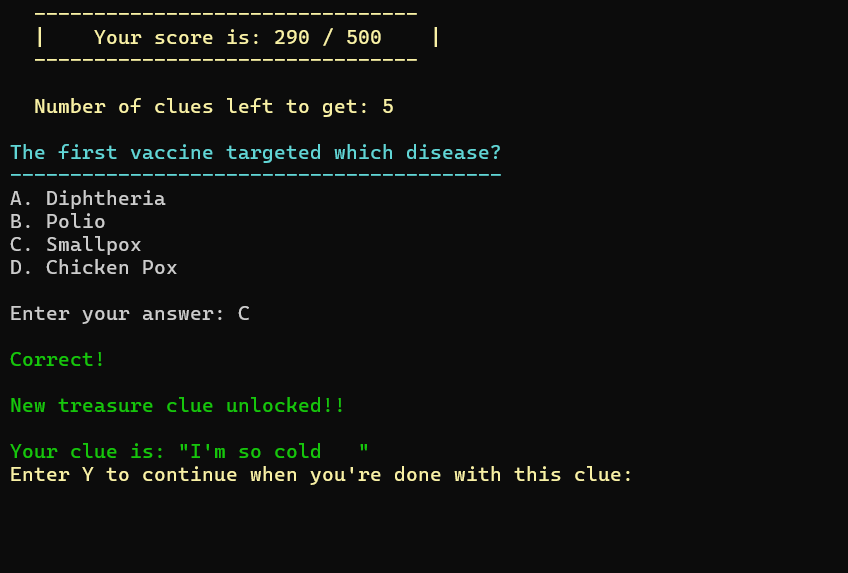 --------------------------------
|    Your score is: 290 / 500    |
--------------------------------
Number of clues left to get: 5
The first vaccine targeted which disease?
-----------------------------------------
A. Diphtheria
B. Polio
C. Smallpox
D. Chicken Pox
Enter your answer: C
Correct!
New treasure clue unlocked!!
Your clue is: "I'm so cold   "
Enter Y to continue when you're done with this clue: